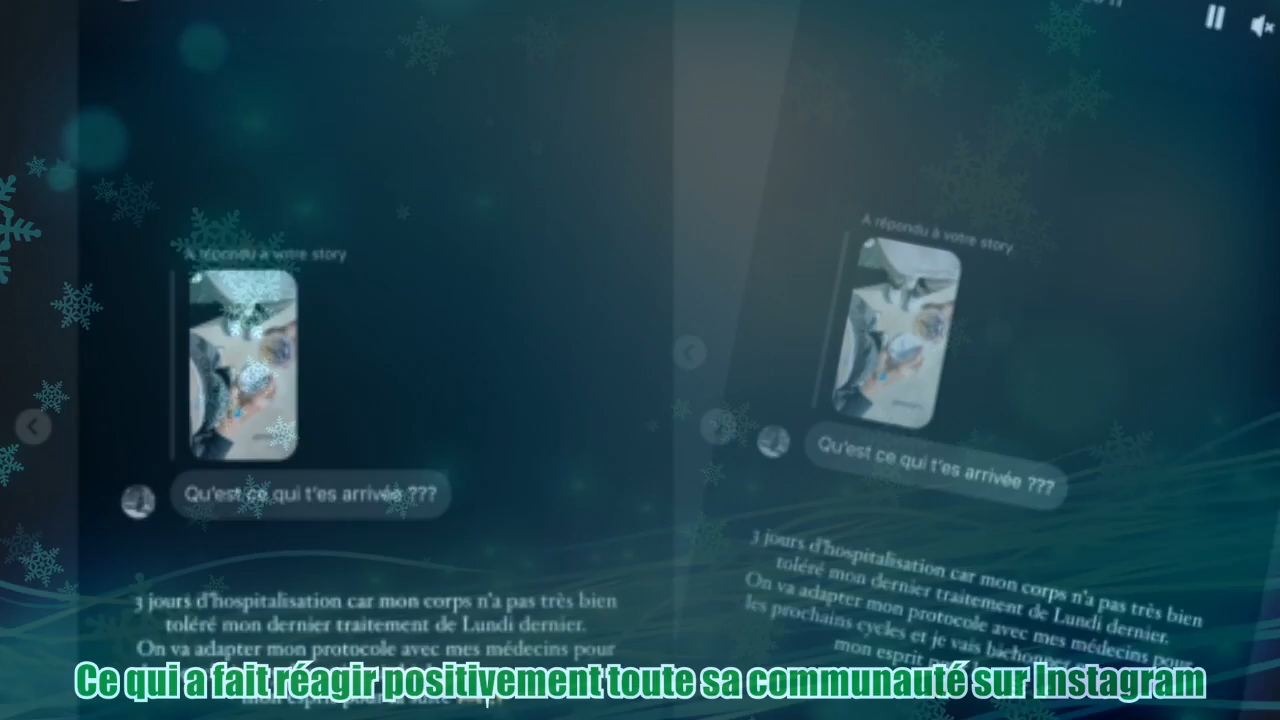 A répondu à votre story
Qu'est ce qui t'es arrivée ???
3 jours d'hospitalisation car mon corps n'a pas très bien
toléré mon dernier traitement de Lundi dernier.
On va adapter mon protocole avec mes médecins pour
A répondu à votre story
Qu'est ce qui t'es arrivée ???
3 jours d'hospitalisation car mon corps n'a pas très bien
toléré mon dernier traitement de Lundi dernier.
On va adapter mon protocole avec mes médecins pour
les prochains cycles et je vais bichonner
mon esprit
Ce qui a fait réagir positivement toute sa communauté sur Instagram